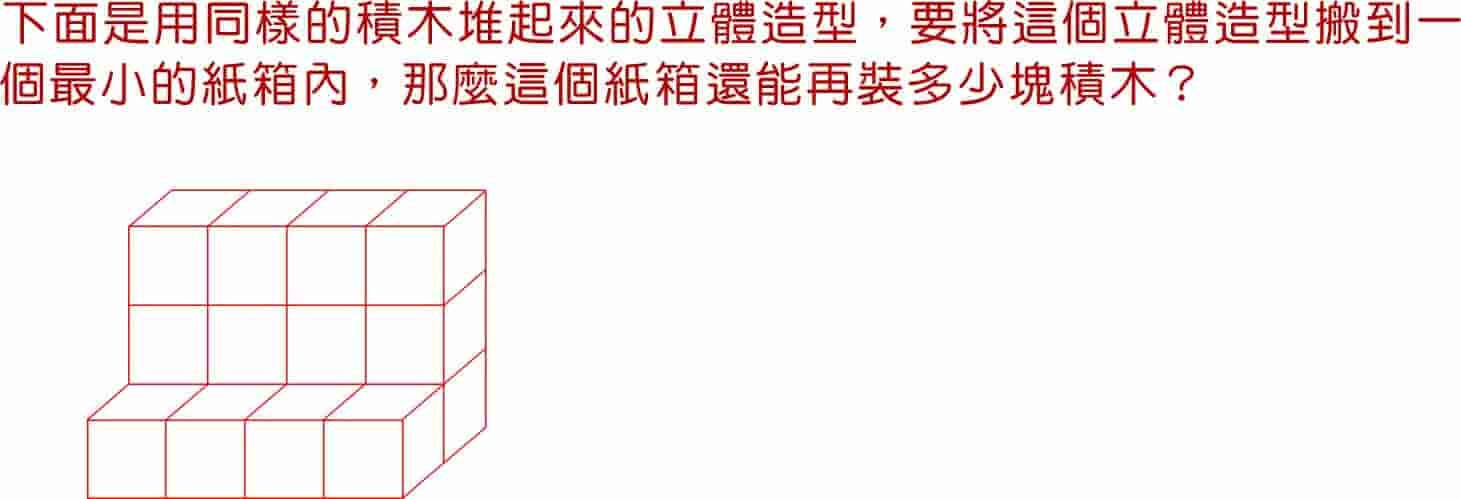 下面是用同樣的積木堆起來的立體造型，要將這個立體造型搬到一
個最小的紙箱內，那麼這個紙箱還能再裝多少塊積木？